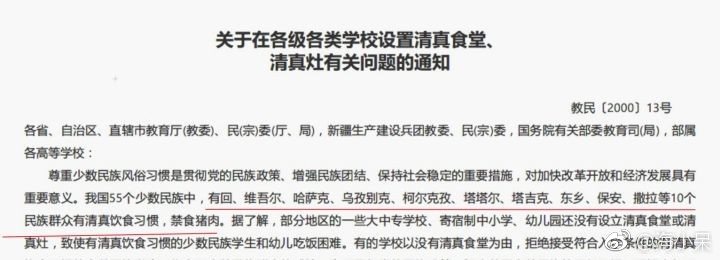 关于在各级各类学校设置清真食堂、
清真灶有关问题的通知
教民［2000］13号
各省、自治区、直辖市教育厅(教委)、民(宗)委(厅、局)，新疆生产建设兵团教委、民(宗)委，国务院有关部委教育司(局)，部属
各高等学校：
尊重少数民族风俗习惯是贯彻党的民族政策、增强民族团结、保持社会稳定的重要措施，对加快改革开放和经济发展具有
重要意义。我国55个少数民族中，有回、维吾尔、哈萨克、乌孜别克、柯尔克孜、塔塔尔、塔吉克、东乡、保安、撒拉等10个
民族群众有清真饮食习惯，禁食猪肉。据了解，部分地区的一些大中专学校、寄宿制中小学、幼儿园还没有设立清真食堂或清
真灶，致使有清真饮食习惯的少数民族学生和幼儿吃饭困难。有的学校以没有清真食堂为由，拒绝接受符合入
条件的